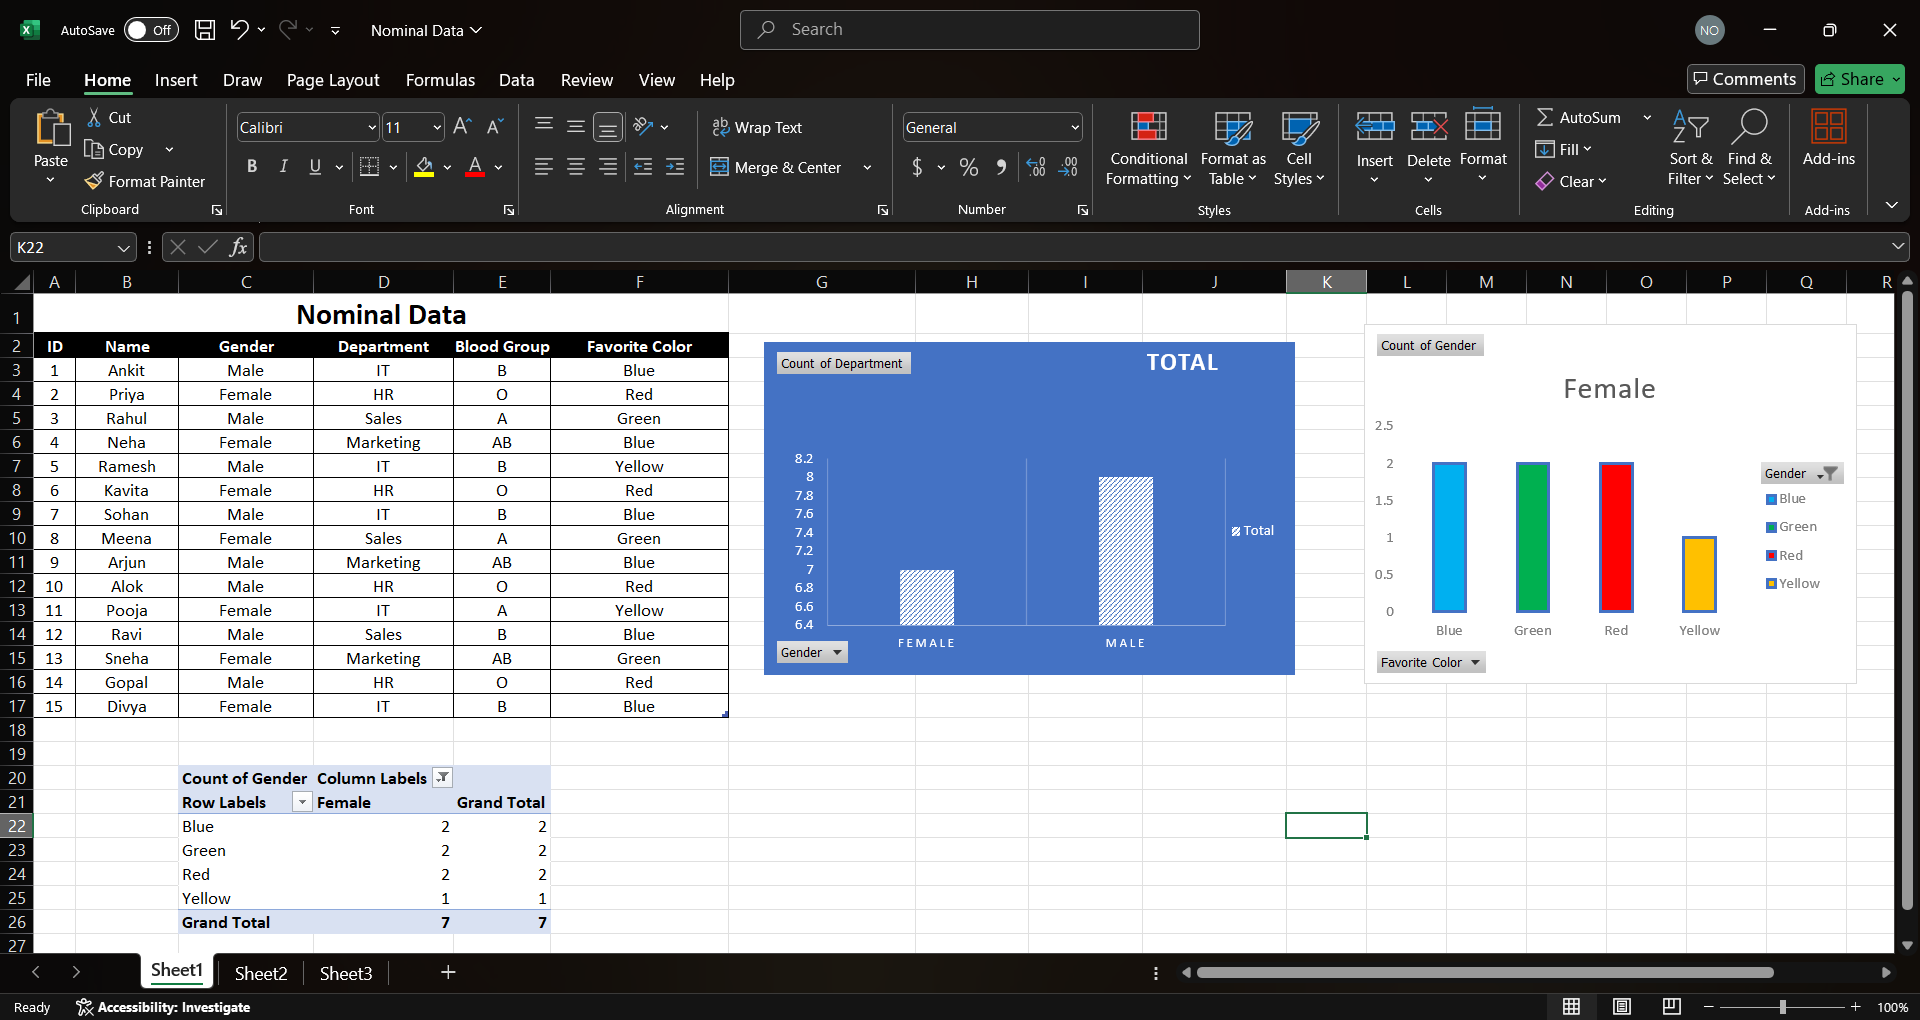 AutoSave Off Nominal Data Search NO
File Home Insert Draw Page Layout Formulas Data Review View Help Comments Share
Paste Cut Copy Format Painter Clipboard
Calibri 11 B I U A Font
Wrap Text Merge & Center Alignment
General $ % Number
Conditional Formatting Format as Table Cell Styles Styles
Insert Delete Format Cells
AutoSum Fill Clear Sort & Filter Find & Select Editing
Add-ins Add-ins
K22 fx
A B C D E F G H I J K L M N O P Q R
1 Nominal Data
2 ID Name Gender Department Blood Group Favorite Color
3 1 Ankit Male IT B Blue
4 2 Priya Female HR O Red
5 3 Rahul Male Sales A Green
6 4 Neha Female Marketing AB Blue
7 5 Ramesh Male IT B Yellow
8 6 Kavita Female HR O Red
9 7 Sohan Male IT B Blue
10 8 Meena Female Sales A Green
11 9 Arjun Male Marketing AB Blue
12 10 Alok Male HR O Red
13 11 Pooja Female IT A Yellow
14 12 Ravi Male Sales B Blue
15 13 Sneha Female Marketing AB Green
16 14 Gopal Male HR O Red
17 15 Divya Female IT B Blue
18
19
20 Count of Gender Column Labels
21 Row Labels Female Grand Total
22 Blue 2 2
23 Green 2 2
24 Red 2 2
25 Yellow 1 1
26 Grand Total 7 7
27
Count of Department TOTAL
8.2
8
7.8
7.6
7.4
7.2
7
6.8
6.6
6.4
FEMALE MALE
Total
Gender
Count of Gender
Female
2.5
2
1.5
1
0.5
0
Blue Green Red Yellow
Gender
Blue
Green
Red
Yellow
Favorite Color
Sheet1 Sheet2 Sheet3 +
Ready Accessibility: Investigate 100%